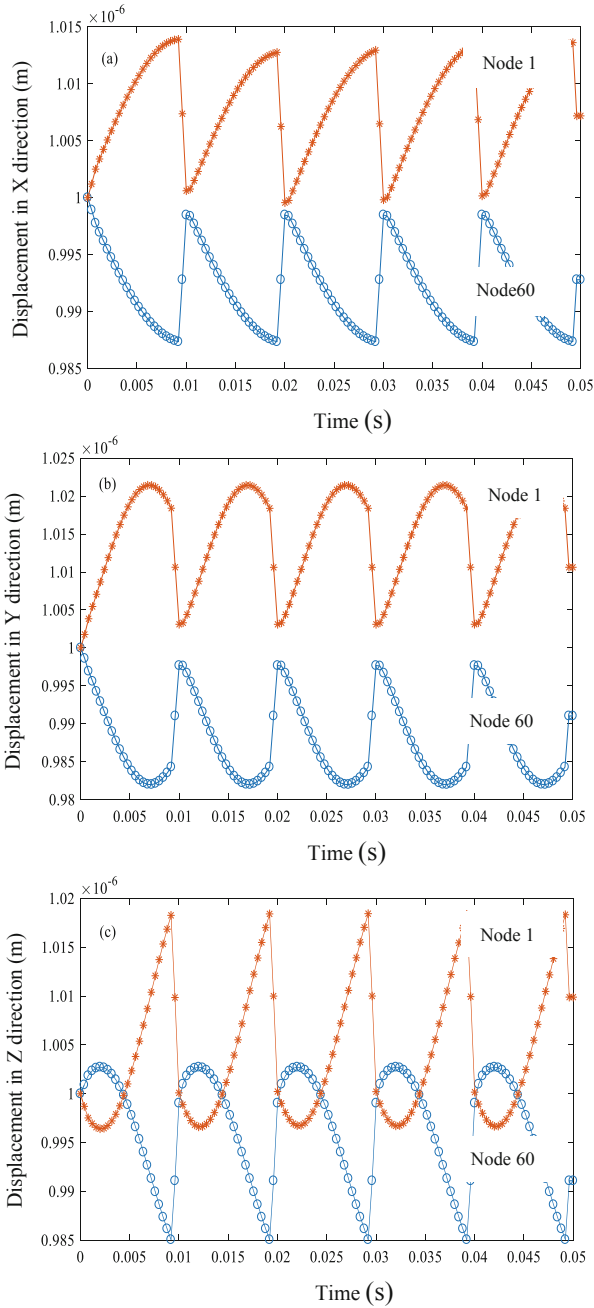 ×10⁻⁶
1.015
(a)
Node 1
1.01
1.005
1
0.995
Node60
0.99
0.985
0 0.005 0.01 0.015 0.02 0.025 0.03 0.035 0.04 0.045 0.05
Displacement in X direction (m)
Time (s)
×10⁻⁶
1.025
(b)
Node 1
1.02
1.015
1.01
1.005
1
0.995
0.99
Node 60
0.985
0.98
0 0.005 0.01 0.015 0.02 0.025 0.03 0.035 0.04 0.045 0.05
Displacement in Y direction (m)
Time (s)
×10⁻⁶
1.02
(c)
Node 1
1.015
1.01
1.005
1.000
0.995
Node 60
0.99
0.985
0 0.005 0.01 0.015 0.02 0.025 0.03 0.035 0.04 0.045 0.05
Displacement in Z direction (m)
Time (s)